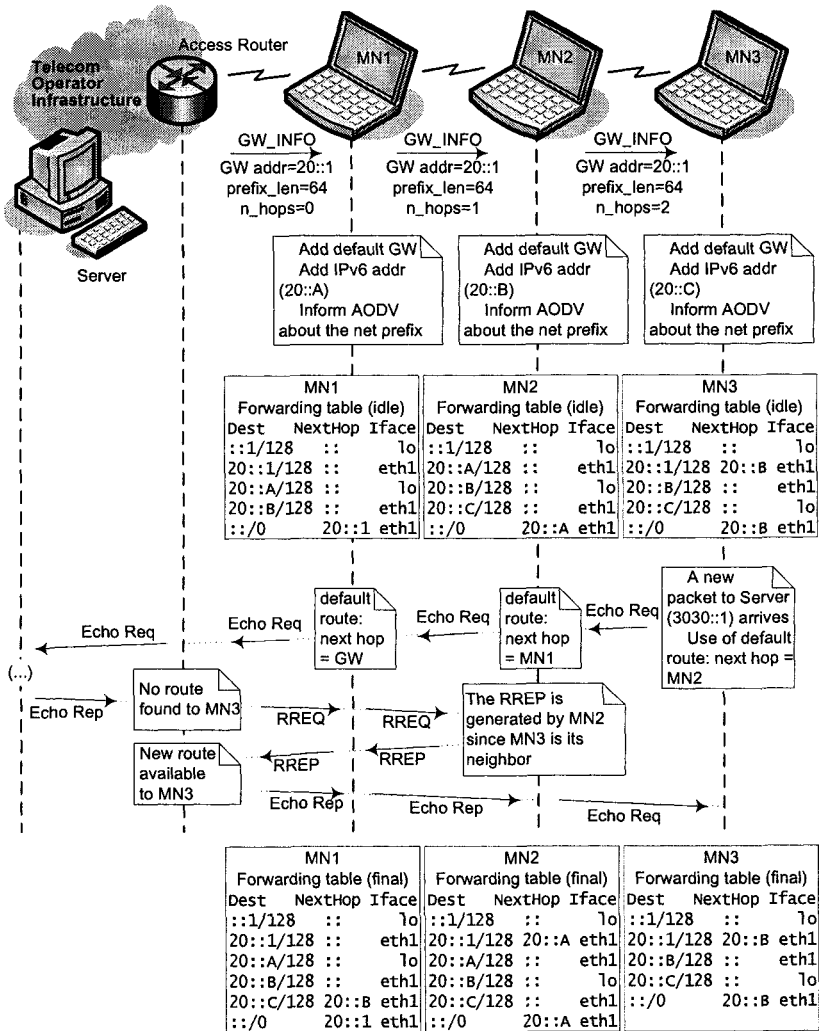 Access Router
Telecom
Operator
Infrastructure
MN1
MN2
MN3
Server
GW_INFO
GW addr=20::1
prefix_len=64
n_hops=0
GW_INFO
GW addr=20::1
prefix_len=64
n_hops=1
GW_INFO
GW addr=20::1
prefix_len=64
n_hops=2
Add default GW
Add IPv6 addr
(20::A)
Inform AODV
about the net prefix
Add default GW
Add IPv6 addr
(20::B)
Inform AODV
about the net prefix
Add default GW
Add IPv6 addr
(20::C)
Inform AODV
about the net prefix
MN1
Forwarding table (idle)
Dest NextHop Iface
::1/128 :: lo
20::1/128 :: eth1
20::A/128 :: lo
20::B/128 :: eth1
::/0 20::1 eth1
MN2
Forwarding table (idle)
Dest NextHop Iface
::1/128 :: lo
20::A/128 :: eth1
20::B/128 :: lo
20::C/128 :: eth1
::/0 20::A eth1
MN3
Forwarding table (idle)
Dest NextHop Iface
::1/128 :: lo
20::1/128 20::B eth1
20::B/128 :: eth1
20::C/128 :: lo
::/0 20::B eth1
A new
packet to Server
(3030::1) arrives
Use of default
route: next hop =
MN2
Echo Req
default
route:
next hop
= MN1
Echo Req
default
route:
next hop
= GW
Echo Req
Echo Req
(...)
Echo Rep
No route
found to MN3
RREQ
RREQ
The RREP is
generated by MN2
since MN3 is its
neighbor
RREP
RREP
New route
available
to MN3
Echo Rep
Echo Rep
Echo Req
MN1
Forwarding table (final)
Dest NextHop Iface
::1/128 :: lo
20::1/128 :: eth1
20::A/128 :: lo
20::B/128 :: eth1
20::C/128 20::B eth1
::/0 20::1 eth1
MN2
Forwarding table (final)
Dest NextHop Iface
::1/128 :: lo
20::1/128 20::A eth1
20::A/128 :: eth1
20::B/128 :: lo
20::C/128 :: eth1
::/0 20::A eth1
MN3
Forwarding table (final)
Dest NextHop Iface
::1/128 :: lo
20::1/128 20::B eth1
20::B/128 :: eth1
20::C/128 :: lo
::/0 20::B eth1